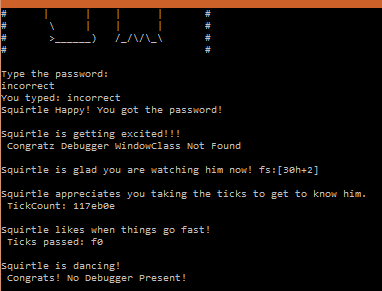 #      |      |    |      |       #
#       \     |    |      |       #
#       >______)   /_/\/\_\       #
#                                 #
Type the password:
incorrect
You typed: incorrect
Squirtle Happy! You got the password!
Squirtle is getting excited!!!
Congratz Debugger WindowClass Not Found
Squirtle is glad you are watching him now! fs:[30h+2]
Squirtle appreciates you taking the ticks to get to know him.
TickCount: 117eb0e
Squirtle likes when things go fast!
Ticks passed: f0
Squirtle is dancing!
Congrats! No Debugger Present!